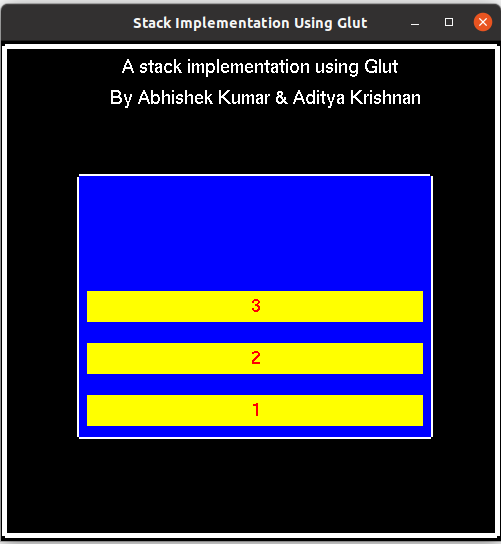 Stack Implementation Using Glut
A stack implementation using Glut
By Abhishek Kumar & Aditya Krishnan
3
2
1